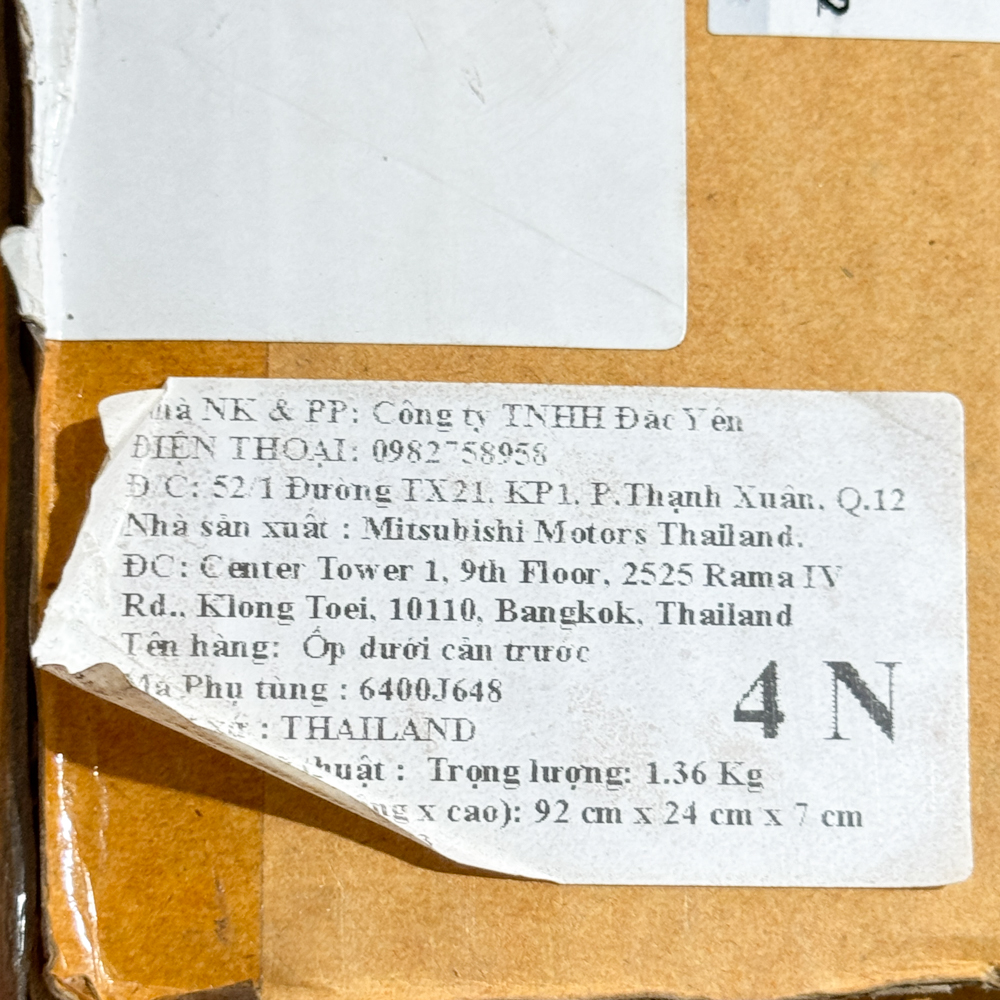 2
NK & PP: Công ty TNHH Đắc Yên
ĐIỆN THOẠI: 0982758958
Đ/C: 52/1 Đường TX21, KP1, P.Thạnh Xuân, Q.12
Nhà sản xuất : Mitsubishi Motors Thailand.
ĐC: Center Tower 1, 9th Floor, 2525 Rama IV
Rd., Klong Toei, 10110, Bangkok, Thailand
Tên hàng: Ốp dưới cản trước
Mã Phụ tùng : 6400J648
: THAILAND
thuật : Trọng lượng: 1.36 Kg
x cao): 92 cm x 24 cm x 7 cm
4 N